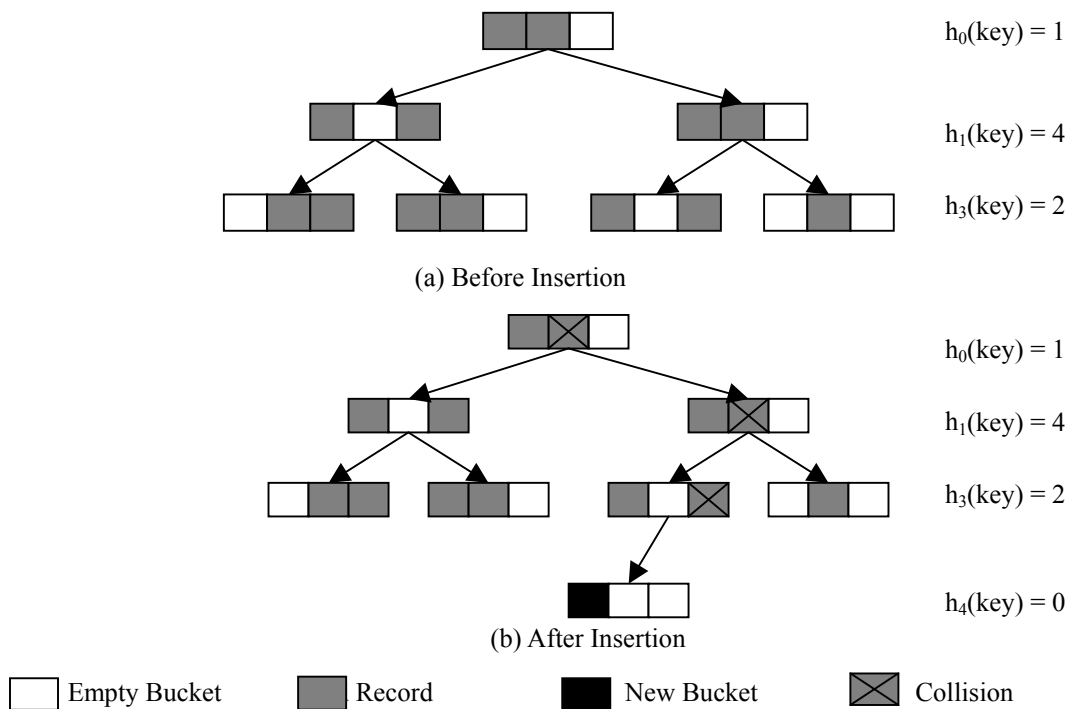 h₀(key) = 1
h₁(key) = 4
h₃(key) = 2
(a) Before Insertion
h₀(key) = 1
h₁(key) = 4
h₃(key) = 2
h₄(key) = 0
(b) After Insertion
Empty Bucket Record New Bucket Collision